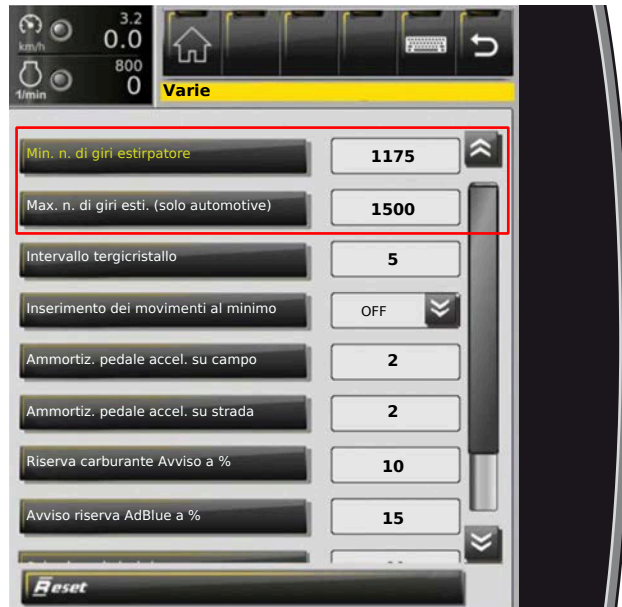 3.2
km/h 0.0
800
1/min 0
Varie
Min. n. di giri estirpatore 1175
Max. n. di giri esti. (solo automotive) 1500
Intervallo tergicristallo 5
Inserimento dei movimenti al minimo OFF
Ammortiz. pedale accel. su campo 2
Ammortiz. pedale accel. su strada 2
Riserva carburante Avviso a % 10
Avviso riserva AdBlue a % 15
Reset